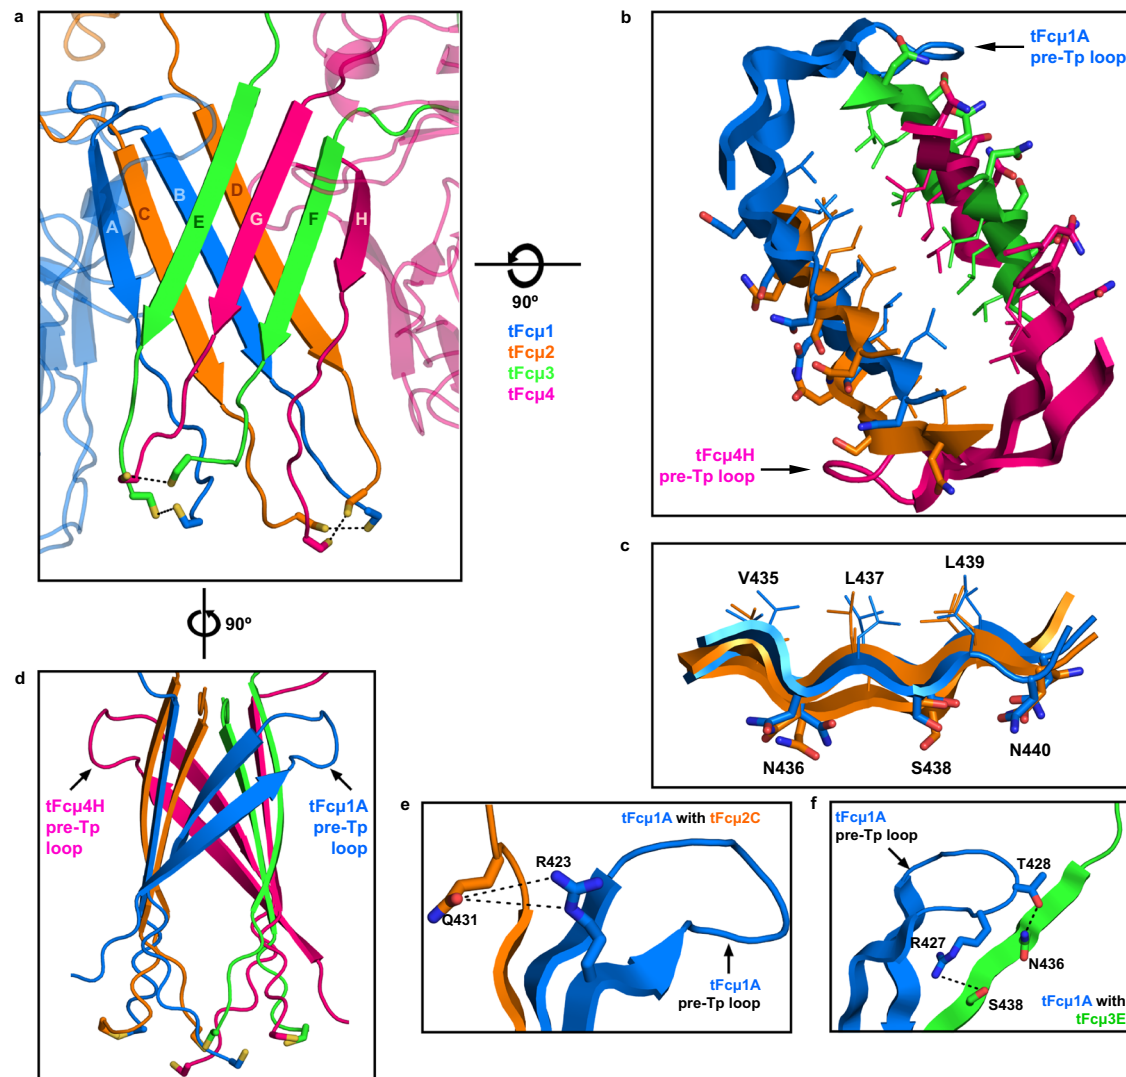 a
A
C
B
E
D
G
F
H
90º
tFcµ1
tFcµ2
tFcµ3
tFcµ4
b
tFcµ1A
pre-Tp loop
tFcµ4H
pre-Tp loop
c
V435
L437
L439
N436
S438
N440
90º
d
tFcµ4H
pre-Tp
loop
tFcµ1A
pre-Tp
loop
e
tFcµ1A with tFcµ2C
R423
Q431
tFcµ1A
pre-Tp loop
f
tFcµ1A
pre-Tp loop
T428
R427
N436
S438
tFcµ1A with
tFcµ3E